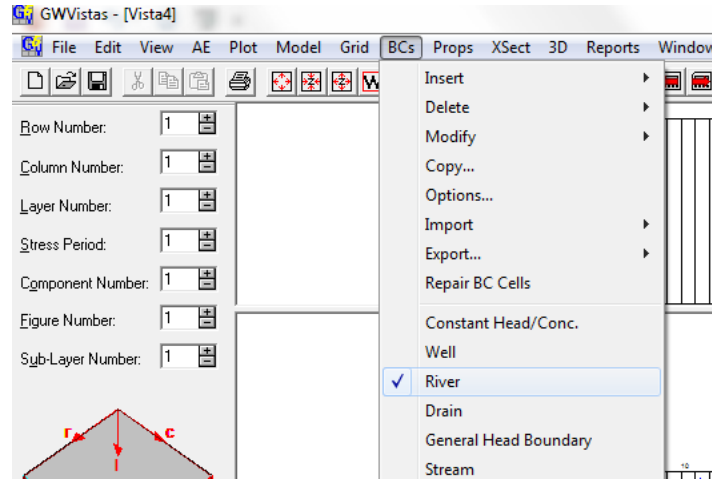 GWVistas - [Vista4]
File Edit View AE Plot Model Grid BCs Props XSect 3D Reports Window
Insert
Delete
Row Number: 1
Modify
Column Number: 1
Copy...
Options...
Layer Number: 1
Import
Stress Period: 1
Export...
Component Number: 1
Repair BC Cells
Figure Number: 1
Constant Head/Conc.
Sub-Layer Number: 1
Well
River
Drain
r c
General Head Boundary
l
Stream
10